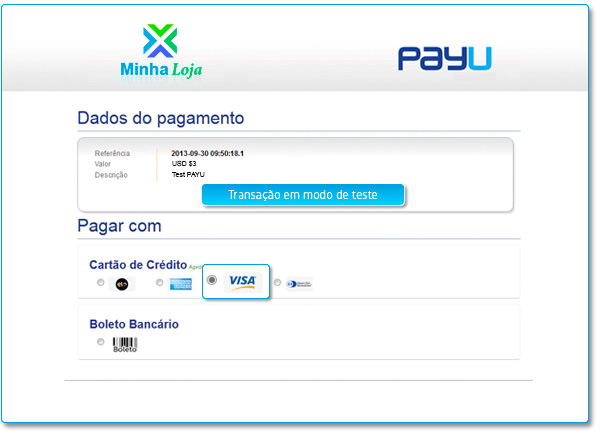 Minha Loja
PAYU
Dados do pagamento
Referência 2013-09-30 09:50:18.1
Valor USD $3
Descrição Test PAYU
Transação em modo de teste
Pagar com
Cartão de Crédito
VISA
Boleto Bancário
Boleto